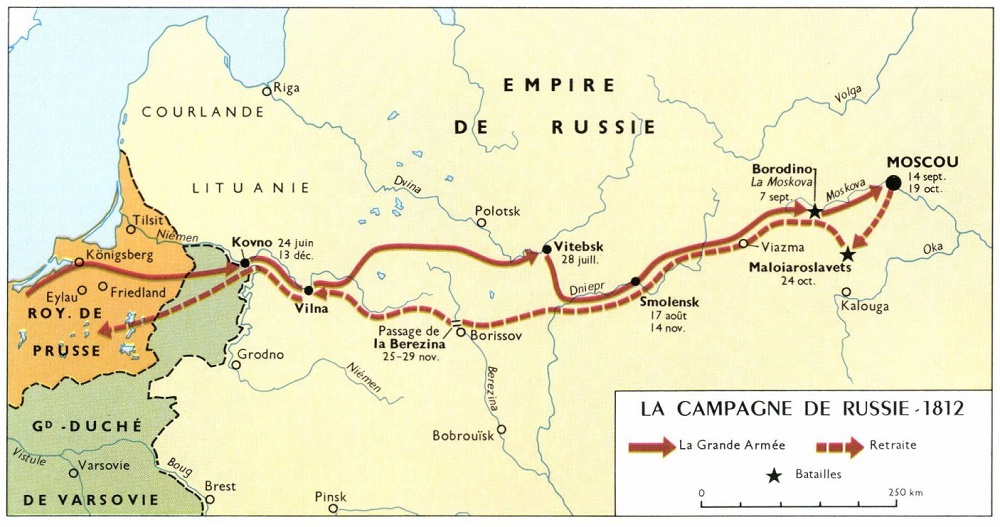 Riga
COURLANDE
EMPIRE
DE RUSSIE
Volga
LITUANIE
Dvina
Polotsk
Borodino
La Moskova
7 sept.
Moskova
MOSCOU
14 sept.
19 oct.
Tilsit
Niémen
Königsberg
Kovno 24 juin
13 déc.
Vitebsk
28 juill.
Viazma
Oka
Maloiaroslavets
24 oct.
Kalouga
Eylau
Friedland
ROY. DE
PRUSSE
Vilna
Dniepr
Smolensk
17 août
14 nov.
Passage de
la Berezina
25-29 nov.
Borissov
Grodno
Niémen
Berezina
Bobrouïsk
GD -DUCHÉ
DE VARSOVIE
Vistule
Varsovie
Boug
Brest
Pinsk
LA CAMPAGNE DE RUSSIE - 1812
La Grande Armée
Retraite
Batailles
0 250 km